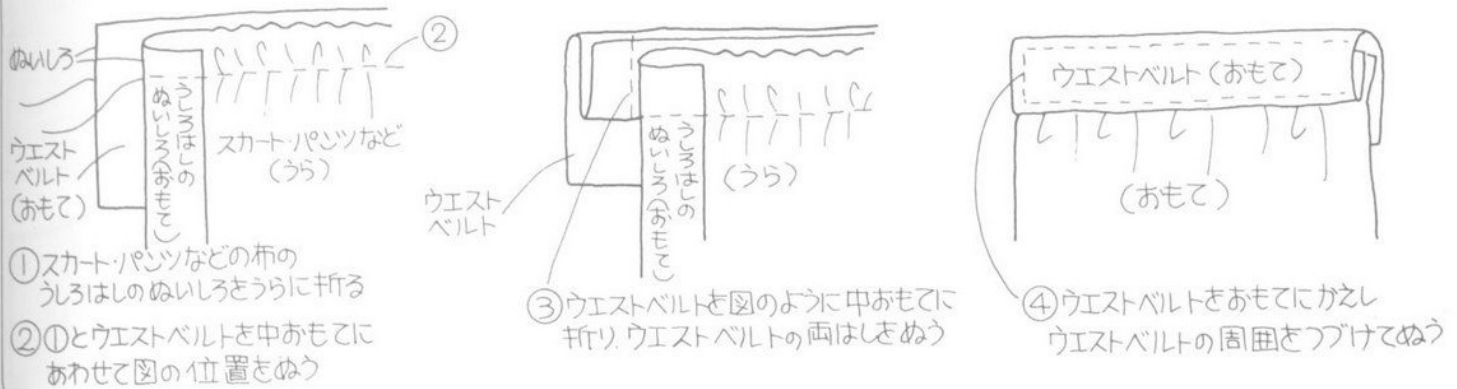 ぬいしろ
②
うしろはしの
ぬいしろ(おもて)
スカート・パンツなど
(うら)
ウエスト
ベルト
(おもて)
①スカート・パンツなどの布の
うしろはしのぬいしろをうらに折る
②①とウエストベルトを中おもてに
あわせて図の位置をぬう
うしろはしの
ぬいしろ(おもて)
(うら)
ウエスト
ベルト
③ウエストベルトを図のように中おもてに
折り、ウエストベルトの両はしをぬう
ウエストベルト(おもて)
(おもて)
④ウエストベルトをおもてにかえし
ウエストベルトの周囲をつづけてぬう